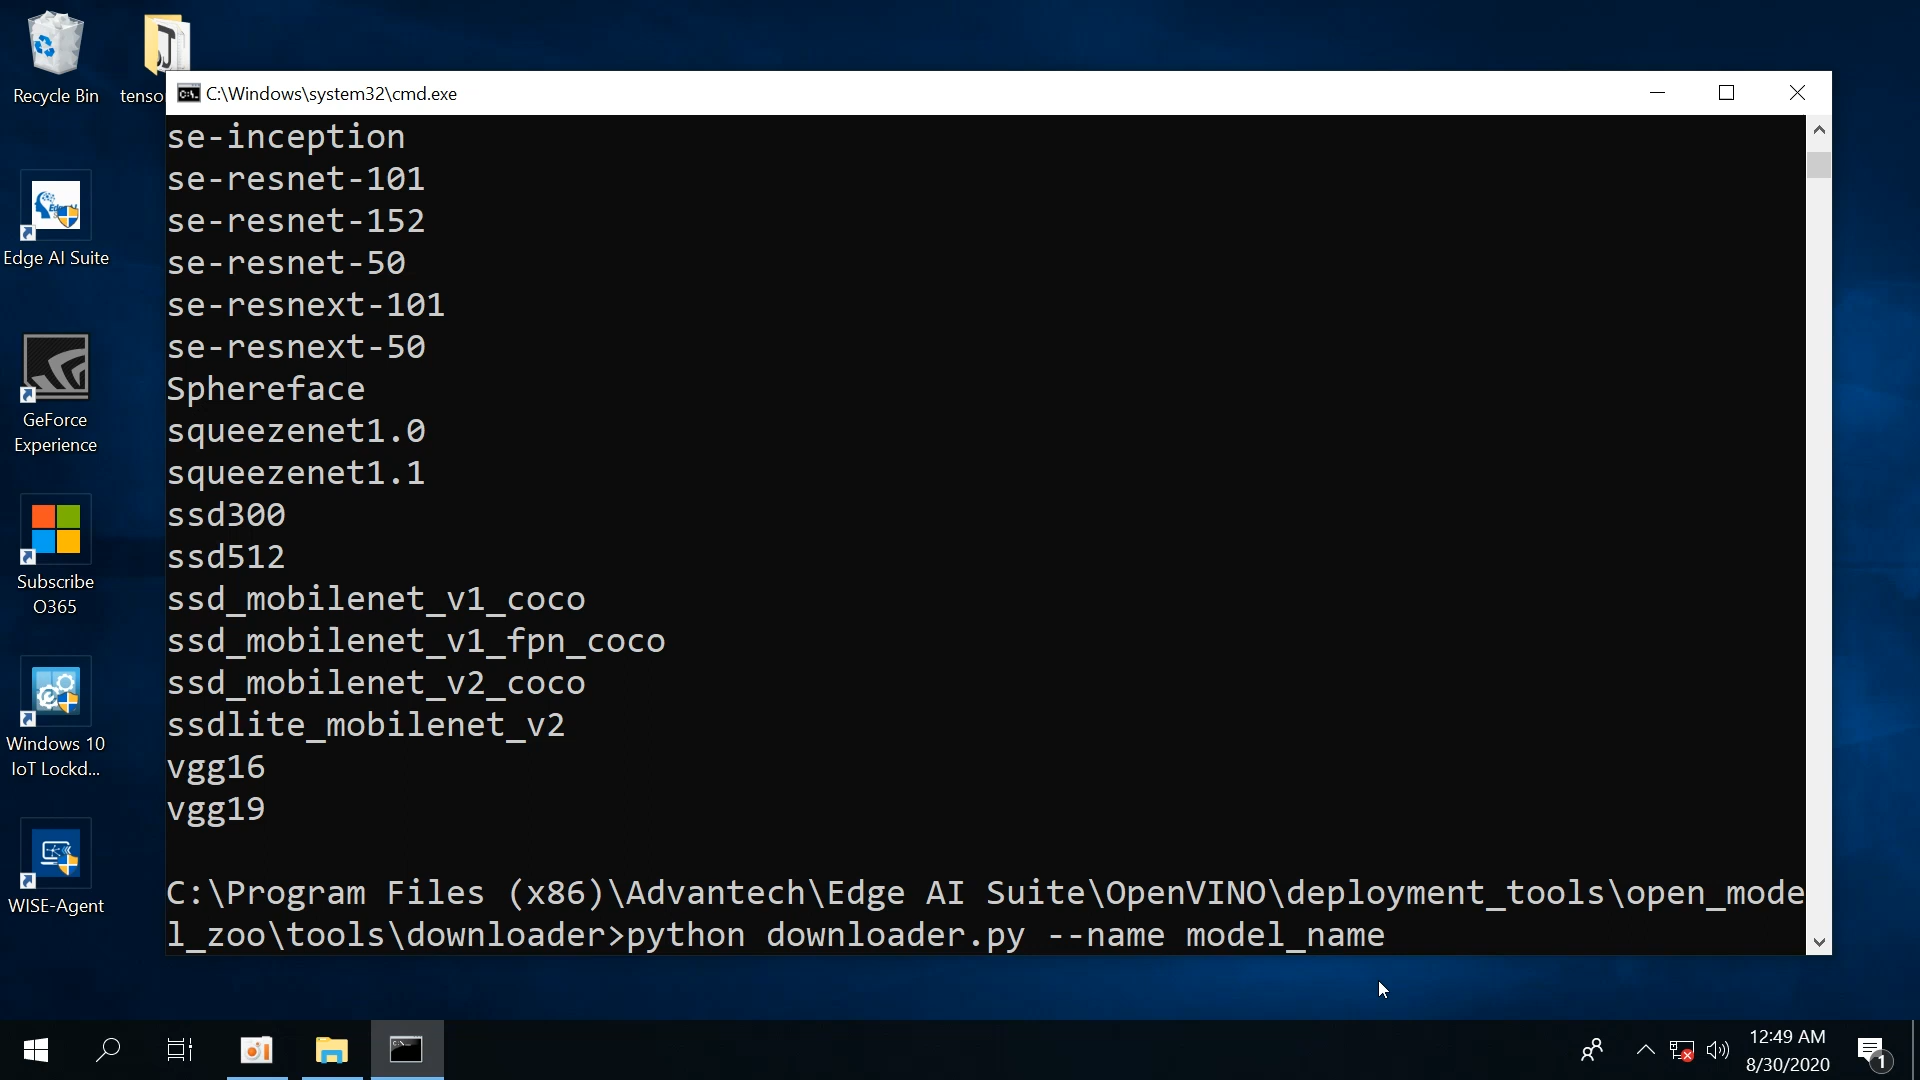 Recycle Bin
Edge AI Suite
GeForce
Experience
Subscribe
O365
Windows 10
IoT Lockd...
WISE-Agent
C:\Windows\system32\cmd.exe
se-inception
se-resnet-101
se-resnet-152
se-resnet-50
se-resnext-101
se-resnext-50
Sphereface
squeezenet1.0
squeezenet1.1
ssd300
ssd512
ssd_mobilenet_v1_coco
ssd_mobilenet_v1_fpn_coco
ssd_mobilenet_v2_coco
ssdlite_mobilenet_v2
vgg16
vgg19
C:\Program Files (x86)\Advantech\Edge AI Suite\OpenVINO\deployment_tools\open_mode
l_zoo\tools\downloader>python downloader.py --name model_name
12:49 AM
8/30/2020
1